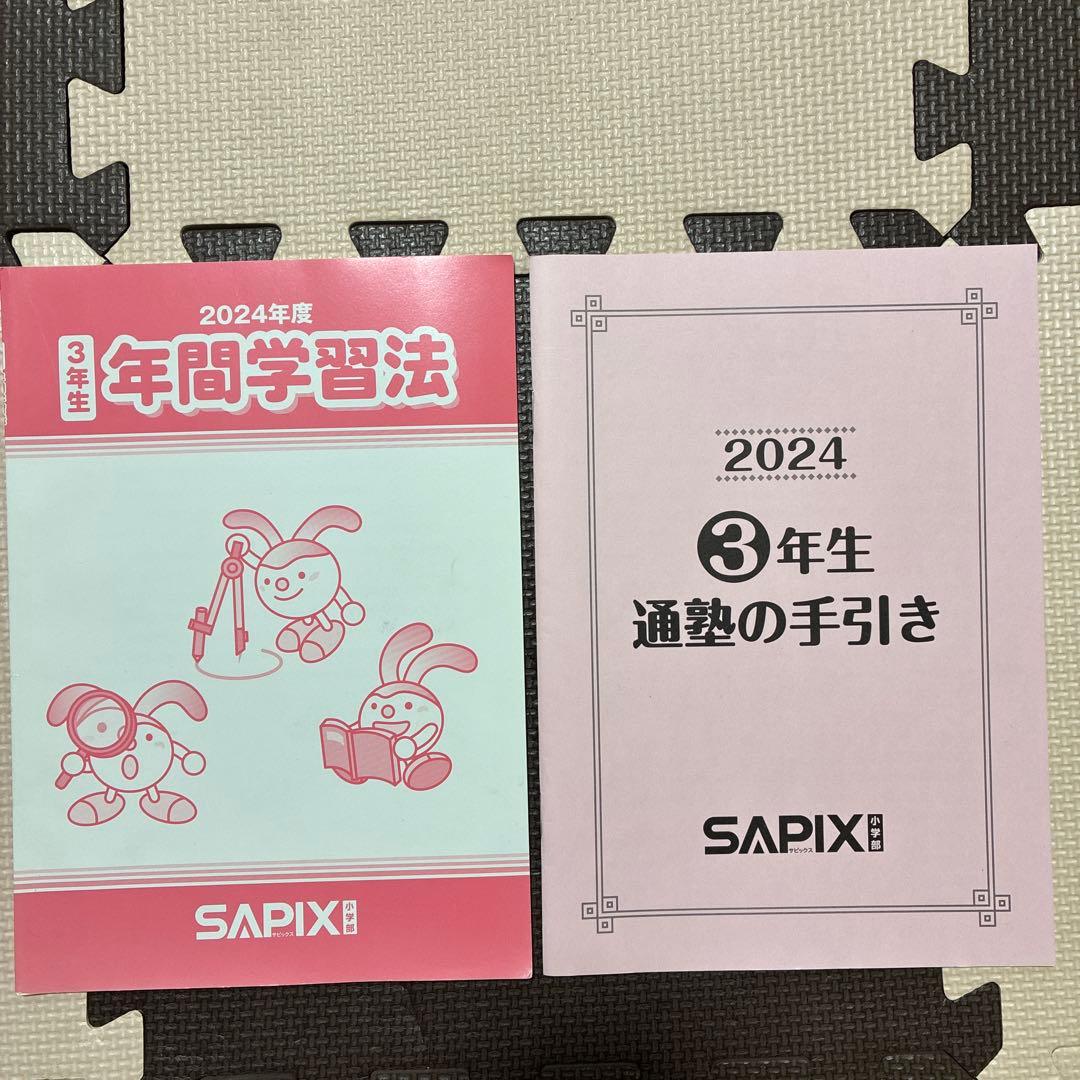 2024年度
3年生
年間学習法
SAPIX 小学部
サピックス
2024
3年生
通塾の手引き
SAPIX 小学部
サピックス